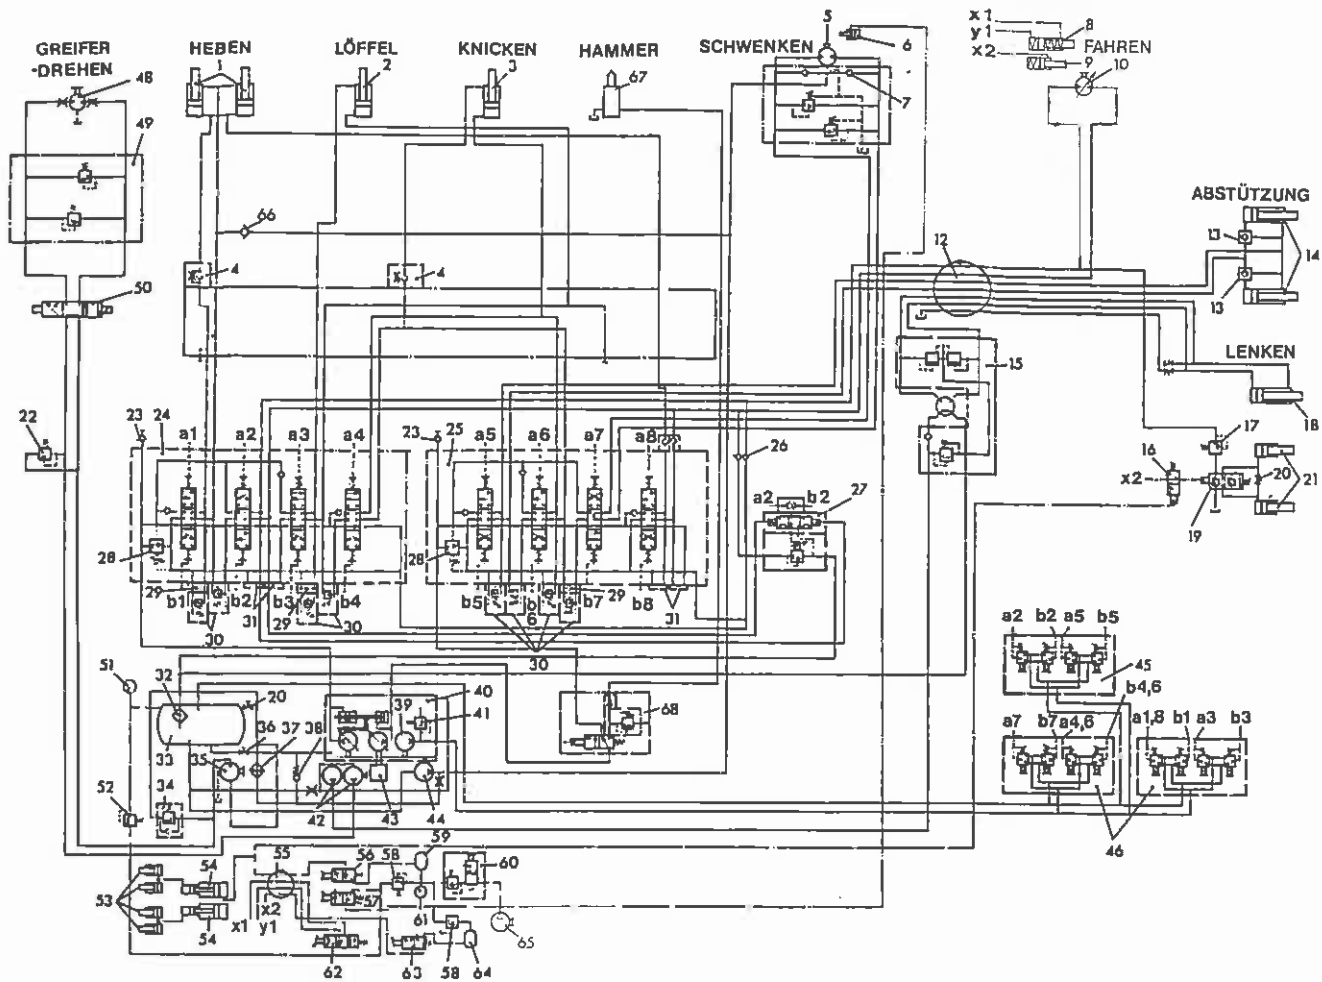 GREIFER
-DREHEN
HEBEN
LÖFFEL
KNICKEN
HAMMER
SCHWENKEN
FAHREN
x1
y1
x2
8
9
10
48
1
2
3
67
5
6
7
49
66
4
4
50
12
ABSTÜTZUNG
13
13
14
15
LENKEN
18
22
23
24
a1
a2
a3
a4
23
25
a5
a6
a7
a8
26
a2
b2
27
17
16
x2
19
20
21
28
28
29
b1
b2
31
b3
29
b4
30
30
b5
6
b7
29
b8
31
30
51
32
33
20
36
37
38
35
34
52
40
39
41
42
43
44
68
a2
b2
a5
b5
45
b4,6
a7
b7
a4,6
a1,8
b1
a3
b3
46
53
54
54
55
x2
x1
y1
56
57
58
59
60
61
58
62
63
64
65